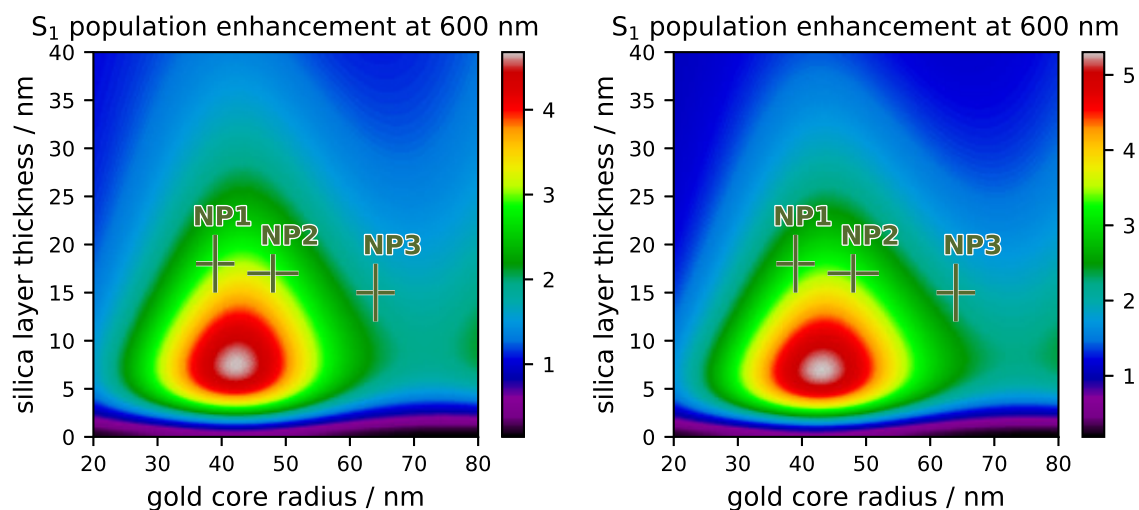 S1 population enhancement at 600 nm
40
35
30
25
20
15
10
5
0
silica layer thickness / nm
NP1
NP2
NP3
20 30 40 50 60 70 80
gold core radius / nm
4
3
2
1
S1 population enhancement at 600 nm
40
35
30
25
20
15
10
5
0
silica layer thickness / nm
NP1
NP2
NP3
20 30 40 50 60 70 80
gold core radius / nm
5
4
3
2
1